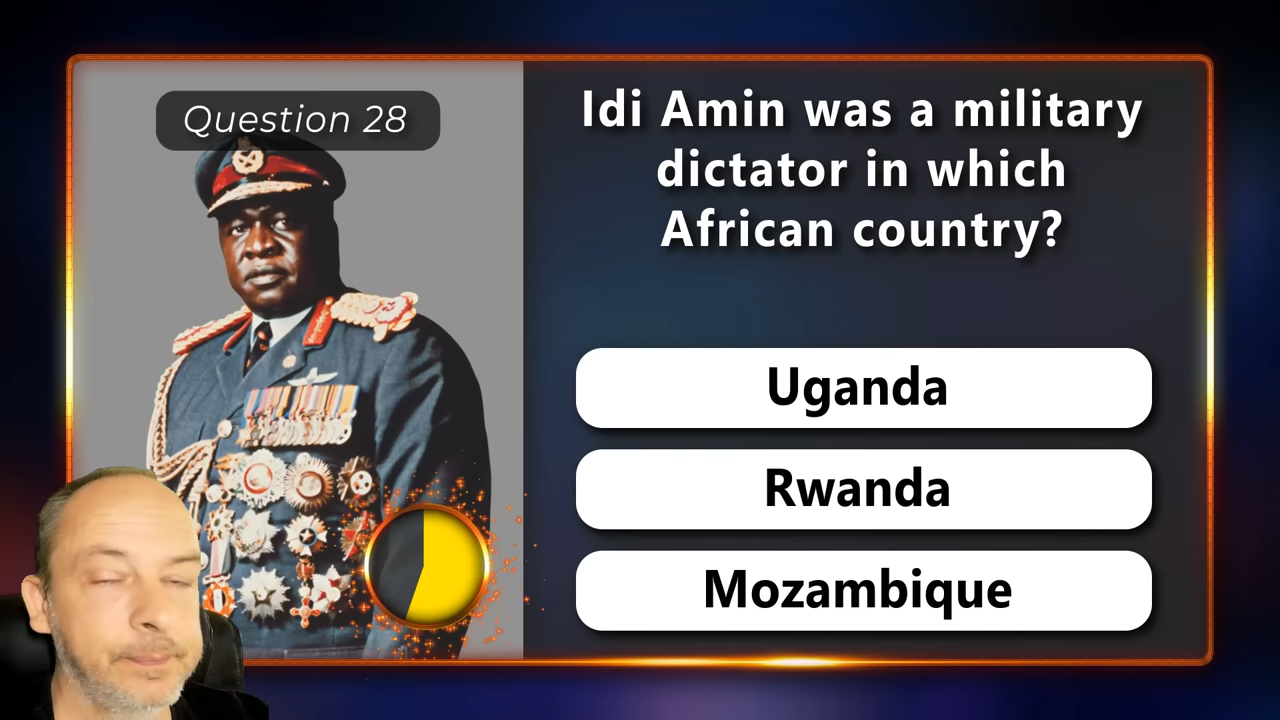 Question 28
Idi Amin was a military
dictator in which
African country?
Uganda
Rwanda
Mozambique